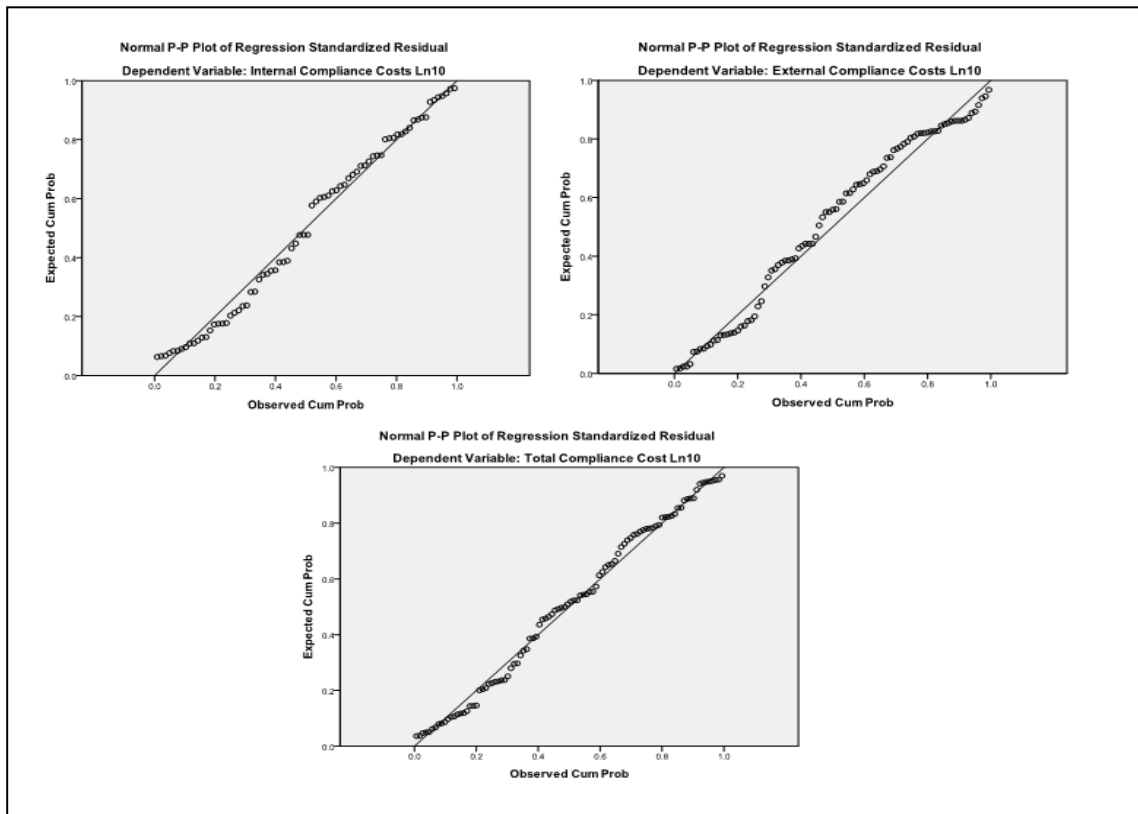 Normal P-P Plot of Regression Standardized Residual
Dependent Variable: Internal Compliance Costs Ln10
1.0
0.8
0.6
0.4
0.2
0.0
Expected Cum Prob
0.0 0.2 0.4 0.6 0.8 1.0
Observed Cum Prob
Normal P-P Plot of Regression Standardized Residual
Dependent Variable: External Compliance Costs Ln10
1.0
0.8
0.6
0.4
0.2
0.0
Expected Cum Prob
0.0 0.2 0.4 0.6 0.8 1.0
Observed Cum Prob
Normal P-P Plot of Regression Standardized Residual
Dependent Variable: Total Compliance Cost Ln10
1.0
0.8
0.6
0.4
0.2
0.0
Expected Cum Prob
0.0 0.2 0.4 0.6 0.8 1.0
Observed Cum Prob